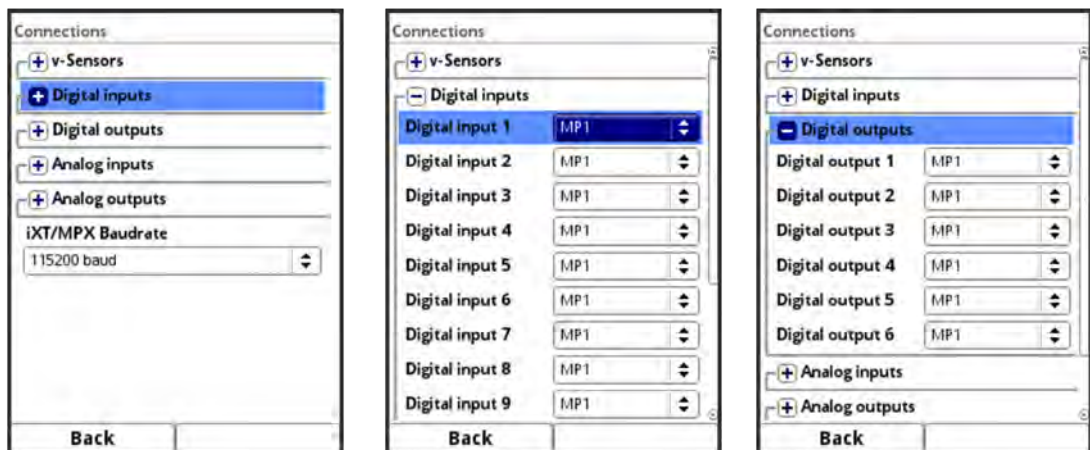 Connections
v-Sensors
Digital inputs
Digital outputs
Analog inputs
Analog outputs
iXT/MPX Baudrate
115200 baud
Back
Connections
v-Sensors
Digital inputs
Digital input 1 MP1
Digital input 2 MP1
Digital input 3 MP1
Digital input 4 MP1
Digital input 5 MP1
Digital input 6 MP1
Digital input 7 MP1
Digital input 8 MP1
Digital input 9 MP1
Back
Connections
v-Sensors
Digital inputs
Digital outputs
Digital output 1 MP1
Digital output 2 MP1
Digital output 3 MP1
Digital output 4 MP1
Digital output 5 MP1
Digital output 6 MP1
Analog inputs
Analog outputs
Back